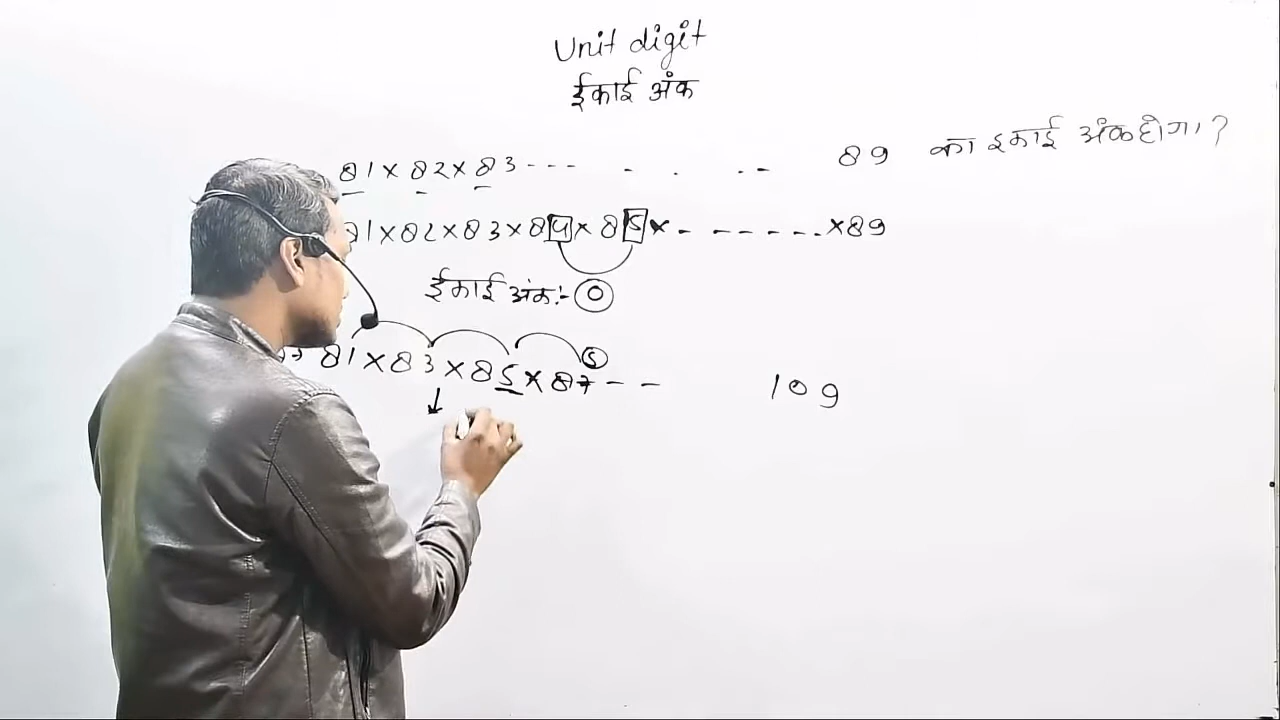 Unit digit
ईकाई अंक
81 × 82 × 83 --- - . -- 89 का इकाई अंक होगा ?
81 × 82 × 83 × 84 × 85 × - ------ × 89
ईकाई अंक:- 0
81 × 83 × 85 × 87 -- 109
5